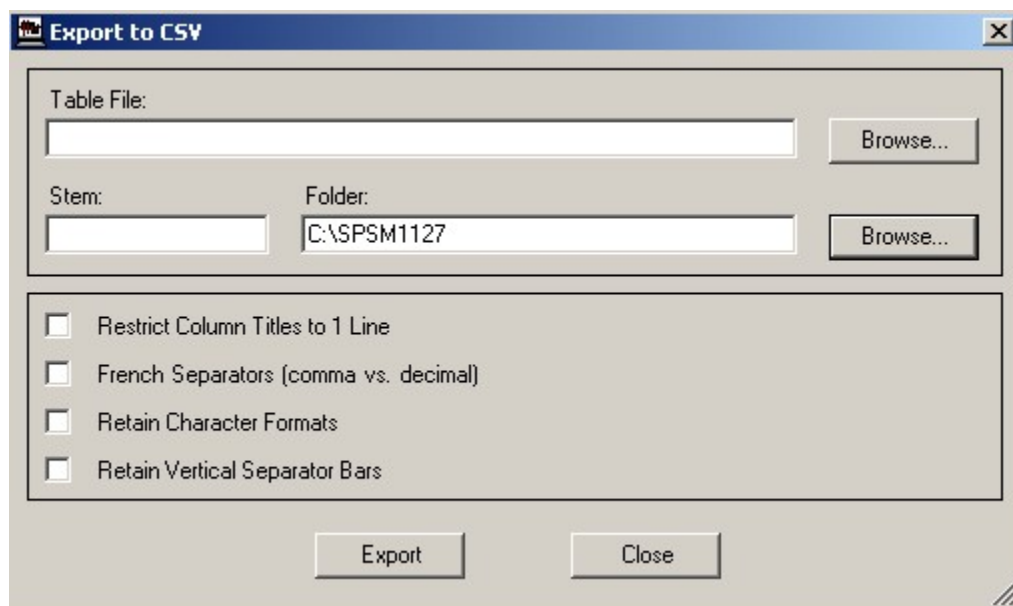 Export to CSV
Table File:
Browse...
Stem: Folder:
C:\SPSM1127 Browse...
Restrict Column Titles to 1 Line
French Separators (comma vs. decimal)
Retain Character Formats
Retain Vertical Separator Bars
Export Close